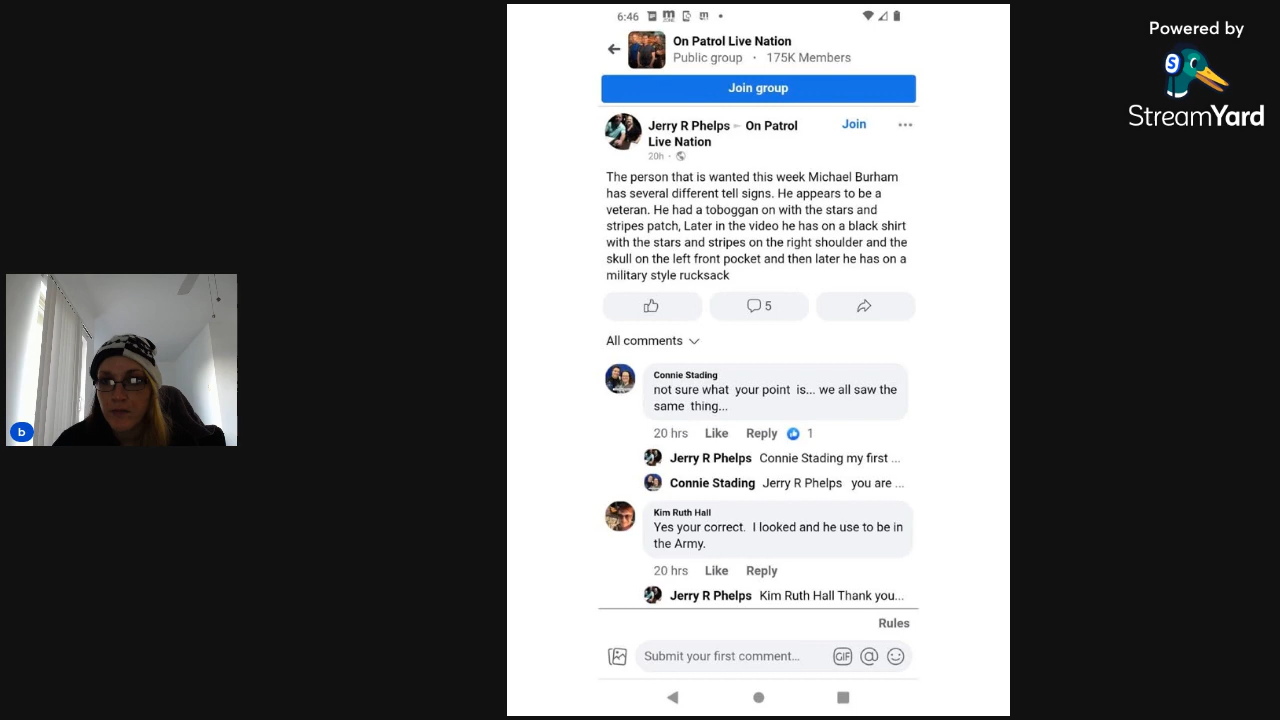 6:46
On Patrol Live Nation
Public group · 175K Members
Join group
Jerry R Phelps ▸ On Patrol
Live Nation
Join
20h ·
The person that is wanted this week Michael Burham
has several different tell signs. He appears to be a
veteran. He had a toboggan on with the stars and
stripes patch, Later in the video he has on a black shirt
with the stars and stripes on the right shoulder and the
skull on the left front pocket and then later he has on a
military style rucksack
5
All comments
Connie Stading
not sure what your point is... we all saw the
same thing...
20 hrs Like Reply 1
Jerry R Phelps Connie Stading my first ...
Connie Stading Jerry R Phelps you are ...
Kim Ruth Hall
Yes your correct. I looked and he use to be in
the Army.
20 hrs Like Reply
Jerry R Phelps Kim Ruth Hall Thank you...
Rules
Submit your first comment...
GIF @
b
Powered by
S
StreamYard